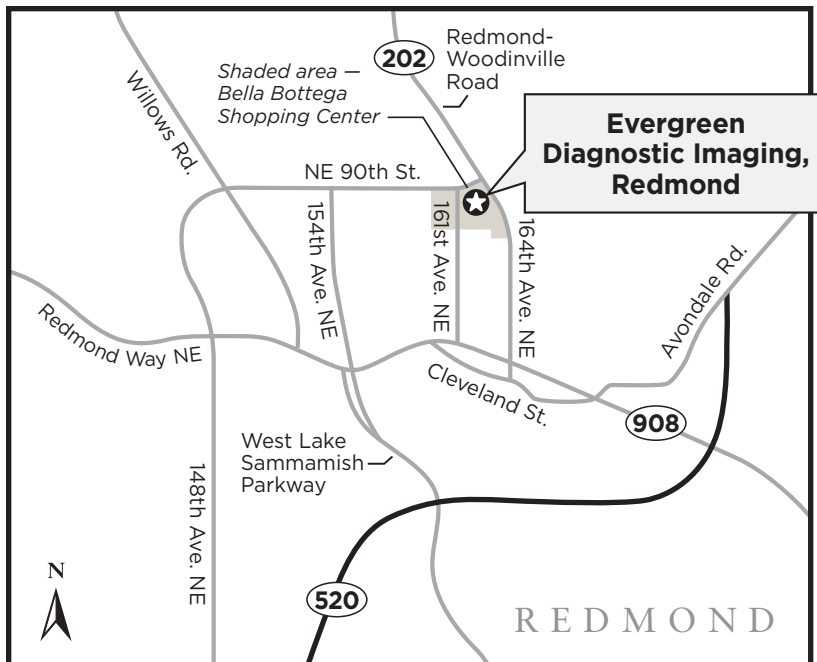 202
Redmond-
Woodinville
Road
Shaded area —
Bella Bottega
Shopping Center
Willows Rd.
Evergreen
Diagnostic Imaging,
Redmond
NE 90th St.
154th Ave. NE
161st Ave. NE
164th Ave. NE
Avondale Rd.
Redmond Way NE
Cleveland St.
908
West Lake
Sammamish
Parkway
148th Ave. NE
N
520
REDMOND